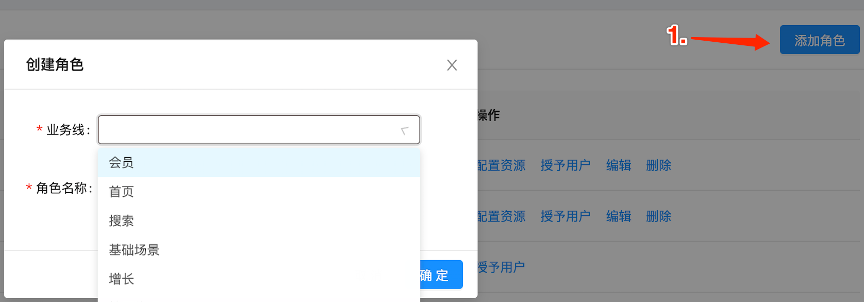 1.
添加角色
创建角色
操作
* 业务线:
会员
配置资源 授予用户 编辑 删除
* 角色名称:
首页
搜索
配置资源 授予用户 编辑 删除
基础场景
增长
确 定
授予用户